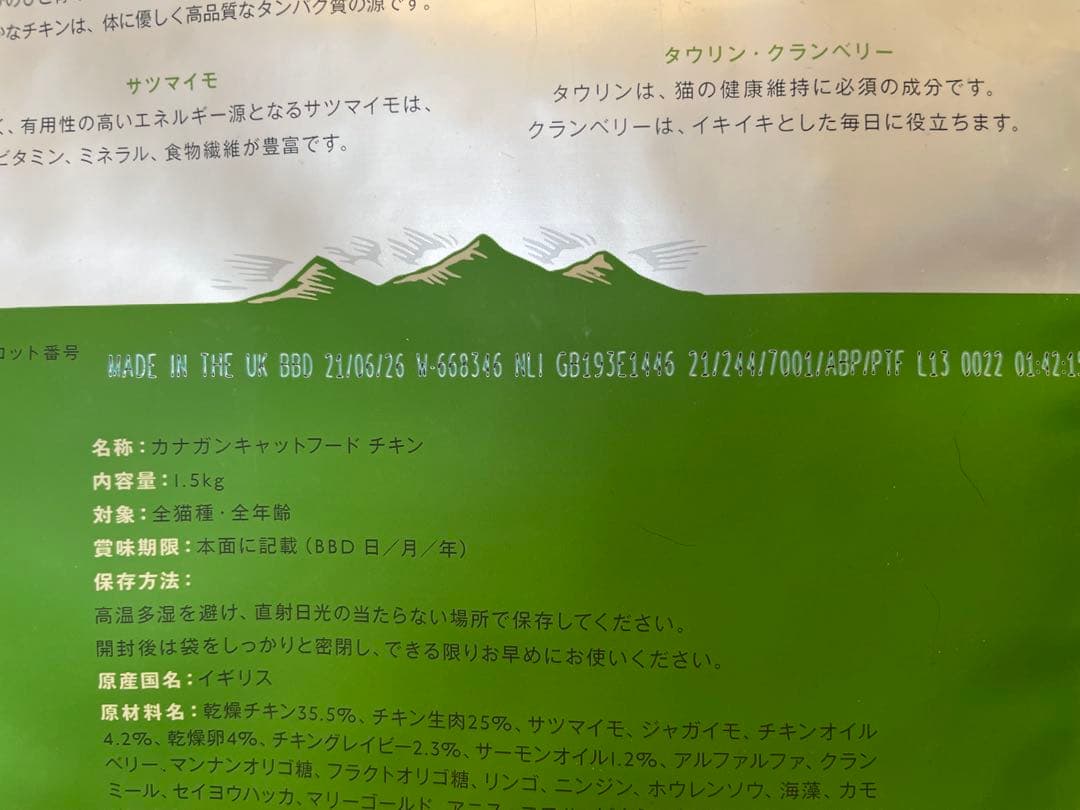 かなチキンは、体に優しく高品質なタンパク質の源です。
サツマイモ
く、有用性の高いエネルギー源となるサツマイモは、
ビタミン、ミネラル、食物繊維が豊富です。
タウリン・クランベリー
タウリンは、猫の健康維持に必須の成分です。
クランベリーは、イキイキとした毎日に役立ちます。
ロット番号
MADE IN THE UK BBD 21/06/26 W-668346 NLI GB193E1446 21/244/7001/ABP/PTF L13 0022 01:42:15
名称：カナガンキャットフード チキン
内容量：1.5kg
対象：全猫種・全年齢
賞味期限：本面に記載（BBD 日／月／年）
保存方法：
高温多湿を避け、直射日光の当たらない場所で保存してください。
開封後は袋をしっかりと密閉し、できる限りお早めにお使いください。
原産国名：イギリス
原材料名：乾燥チキン35.5%、チキン生肉25%、サツマイモ、ジャガイモ、チキンオイル
4.2%、乾燥卵4%、チキングレイビー2.3%、サーモンオイル1.2%、アルファルファ、クラン
ベリー、マンナンオリゴ糖、フラクトオリゴ糖、リンゴ、ニンジン、ホウレンソウ、海藻、カモ
ミール、セイヨウハッカ、マリーゴールド、アニス